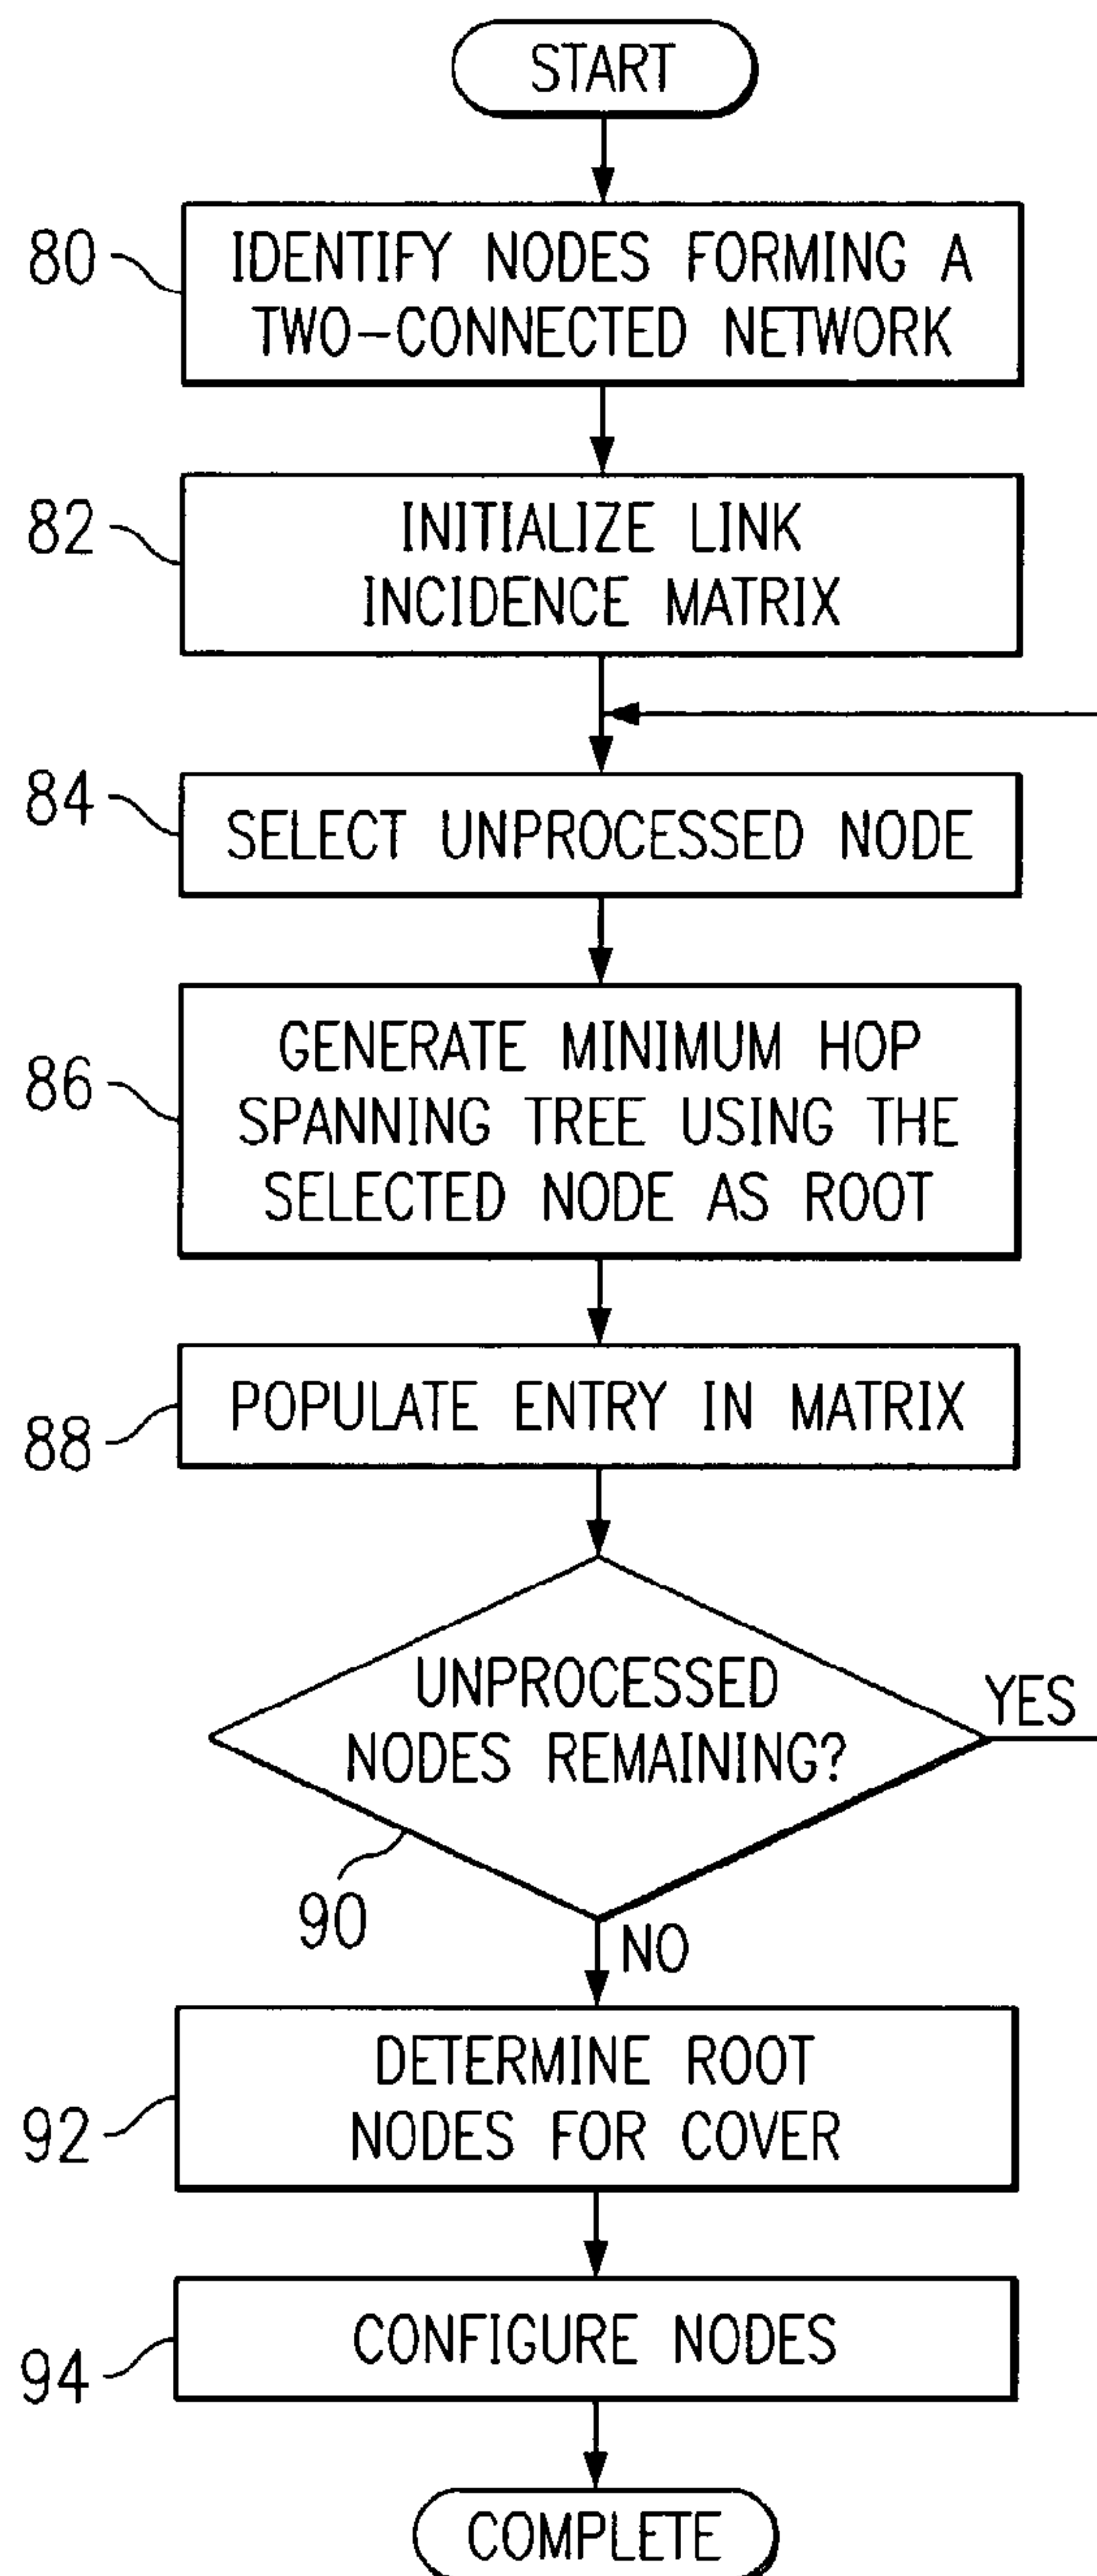 START
80
IDENTIFY NODES FORMING A
TWO-CONNECTED NETWORK
82
INITIALIZE LINK
INCIDENCE MATRIX
84
SELECT UNPROCESSED NODE
86
GENERATE MINIMUM HOP
SPANNING TREE USING THE
SELECTED NODE AS ROOT
88
POPULATE ENTRY IN MATRIX
UNPROCESSED
NODES REMAINING?
YES
90
NO
92
DETERMINE ROOT
NODES FOR COVER
94
CONFIGURE NODES
COMPLETE